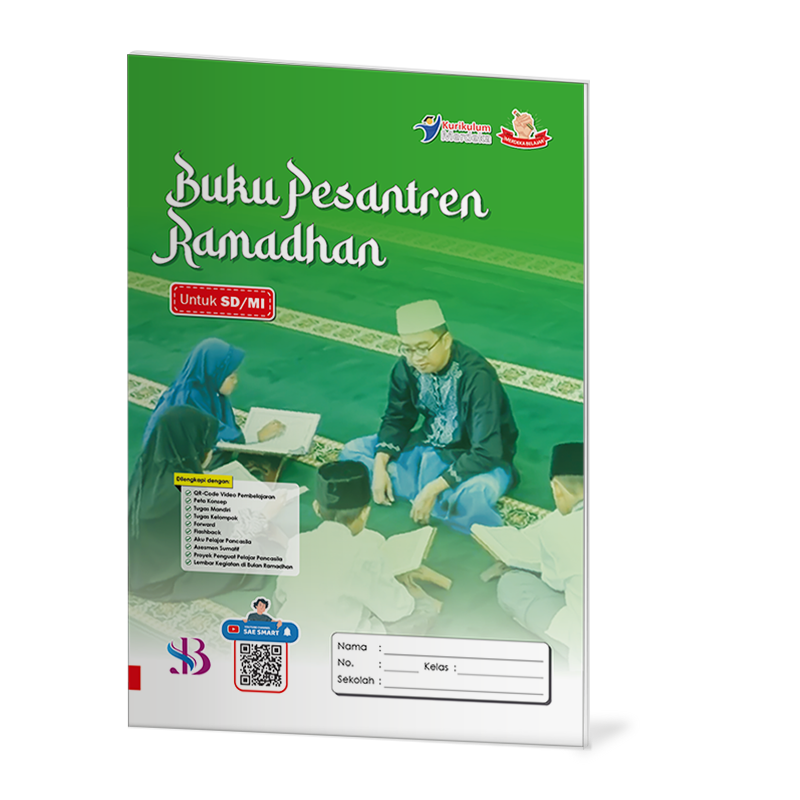 Kurikulum
Merdeka
MERDEKA BELAJAR
Buku Pesantren
Ramadhan
Untuk SD/MI
Dilengkapi dengan:
QR-Code Video Pembelajaran
Peta Konsep
Tugas Mandiri
Tugas Kelompok
Forward
Flashback
Aku Pelajar Pancasila
Asesmen Sumatif
Proyek Penguat Pelajar Pancasila
Lembar Kegiatan di Bulan Ramadhan
SAE SMART
SB
Nama :
No. : Kelas :
Sekolah :